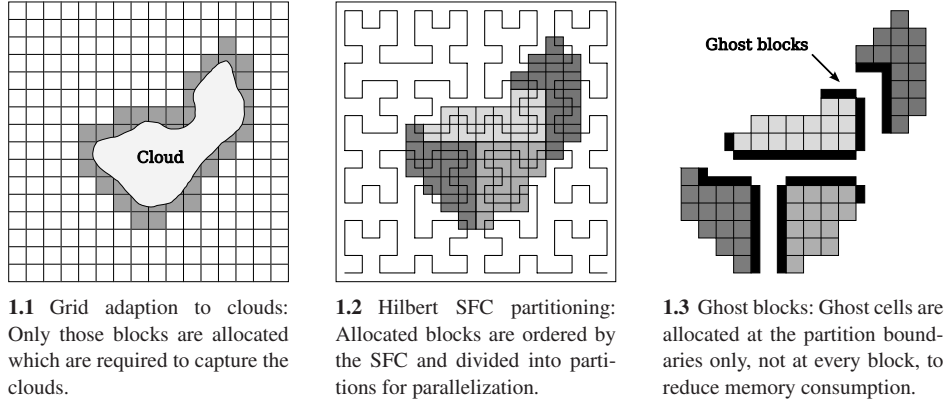 Cloud
Ghost blocks
1.1 Grid adaption to clouds:
Only those blocks are allocated
which are required to capture the
clouds.
1.2 Hilbert SFC partitioning:
Allocated blocks are ordered by
the SFC and divided into parti-
tions for parallelization.
1.3 Ghost blocks: Ghost cells are
allocated at the partition bound-
aries only, not at every block, to
reduce memory consumption.